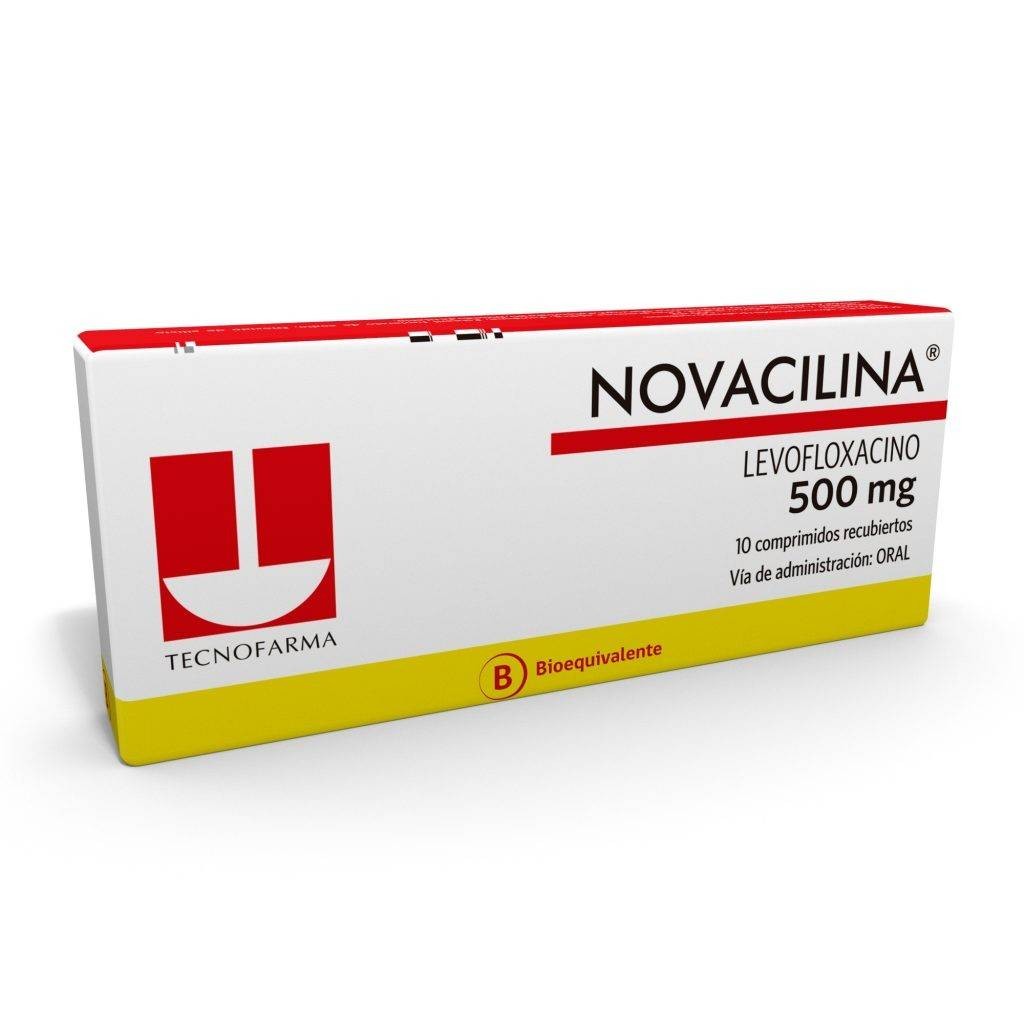 NOVACILINA®
LEVOFLOXACINO
500 mg
10 comprimidos recubiertos
Vía de administración: ORAL
TECNOFARMA
B Bioequivalente